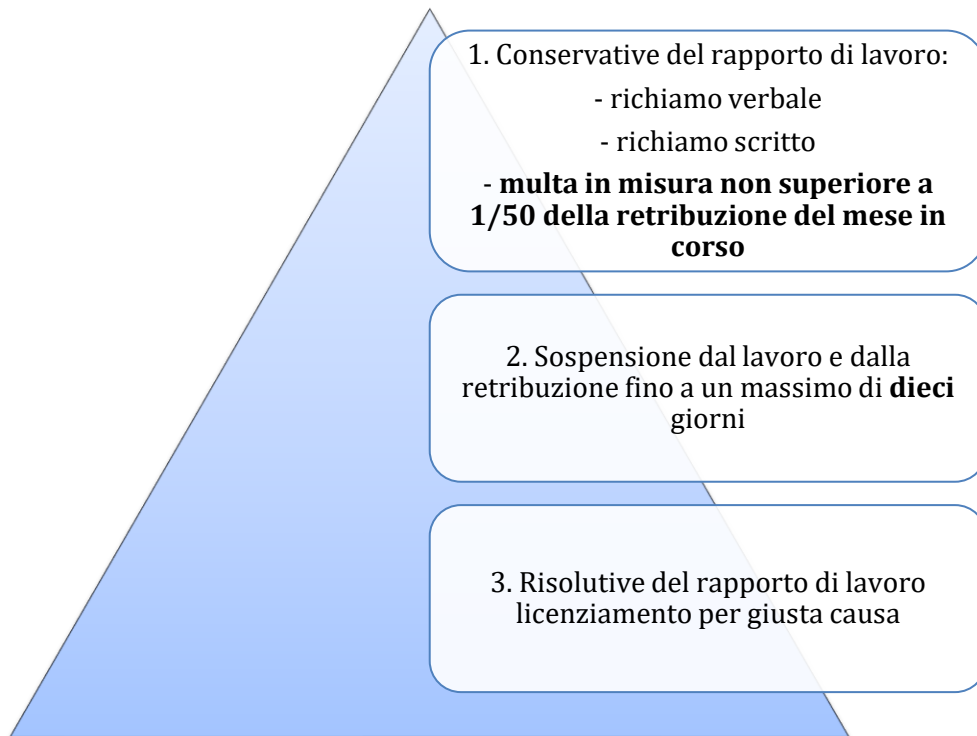 1. Conservative del rapporto di lavoro:
- richiamo verbale
- richiamo scritto
- multa in misura non superiore a
1/50 della retribuzione del mese in
corso
2. Sospensione dal lavoro e dalla
retribuzione fino a un massimo di dieci
giorni
3. Risolutive del rapporto di lavoro
licenziamento per giusta causa